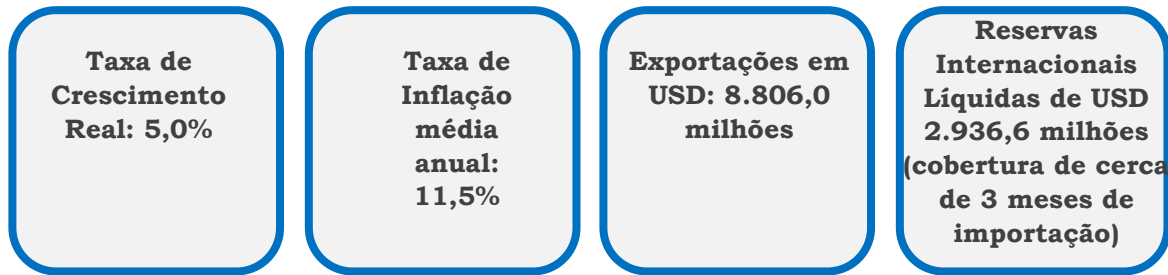 Taxa de
Crescimento
Real: 5,0%
Taxa de
Inflação
média
anual:
11,5%
Exportações em
USD: 8.806,0
milhões
Reservas
Internacionais
Líquidas de USD
2.936,6 milhões
(cobertura de cerca
de 3 meses de
importação)